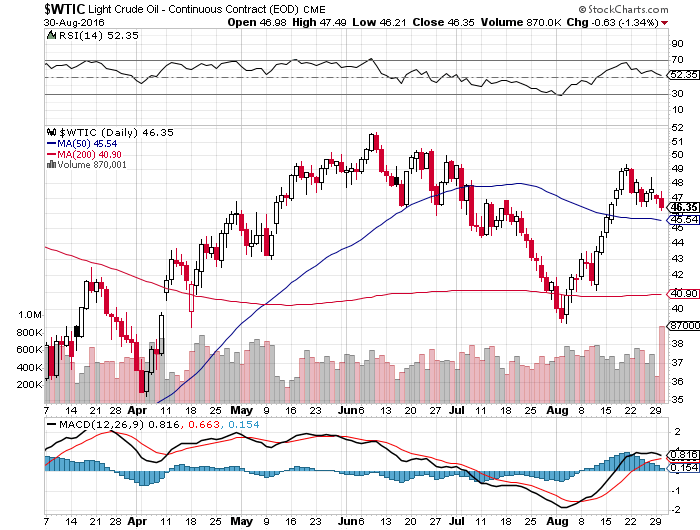 $WTIC Light Crude Oil - Continuous Contract (EOD) CME © StockCharts.com
30-Aug-2016 Open 46.98 High 47.49 Low 46.21 Close 46.35 Volume 870.0K Chg -0.63 (-1.34%)
RSI(14) 52.35
90
70
52.35
30
10
$WTIC (Daily) 46.35
MA(50) 45.54
MA(200) 40.90
Volume 870,001
52
51
50
49
48
47
46.35
45.54
45
44
43
42
40.90
40
87000
38
37
36
35
1.0M
800K
600K
400K
200K
7 14 21 28 Apr 11 18 25 May 9 16 23 Jun 6 13 20 27 Jul 11 18 25 Aug 8 15 22 29
MACD(12,26,9) 0.816, 0.663, 0.154
2
0.816
0.154
-1
-2
7 14 21 28 Apr 11 18 25 May 9 16 23 Jun 6 13 20 27 Jul 11 18 25 Aug 8 15 22 29